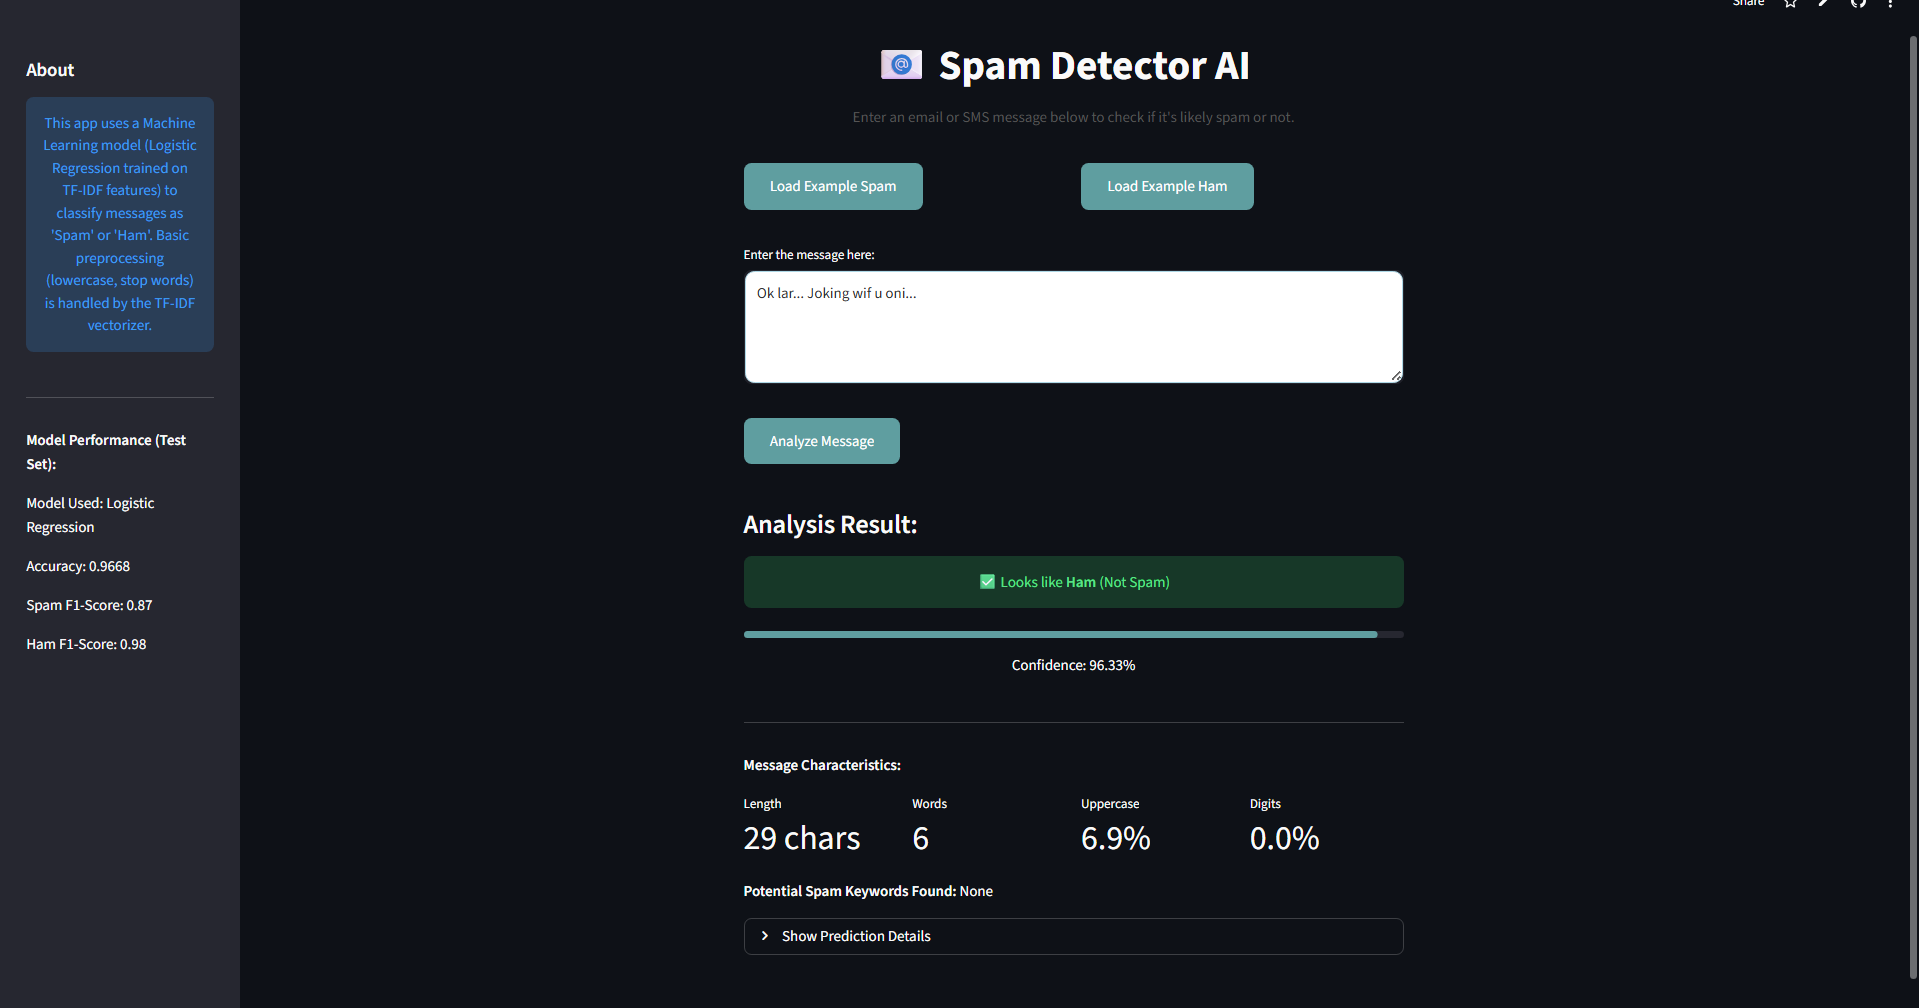 Share
About
This app uses a Machine
Learning model (Logistic
Regression trained on
TF-IDF features) to
classify messages as
'Spam' or 'Ham'. Basic
preprocessing
(lowercase, stop words)
is handled by the TF-IDF
vectorizer.
Model Performance (Test
Set):
Model Used: Logistic
Regression
Accuracy: 0.9668
Spam F1-Score: 0.87
Ham F1-Score: 0.98
Spam Detector AI
Enter an email or SMS message below to check if it's likely spam or not.
Load Example Spam
Load Example Ham
Enter the message here:
Ok lar... Joking wif u oni...
Analyze Message
Analysis Result:
✅ Looks like Ham (Not Spam)
Confidence: 96.33%
Message Characteristics:
Length Words Uppercase Digits
29 chars 6 6.9% 0.0%
Potential Spam Keywords Found: None
Show Prediction Details